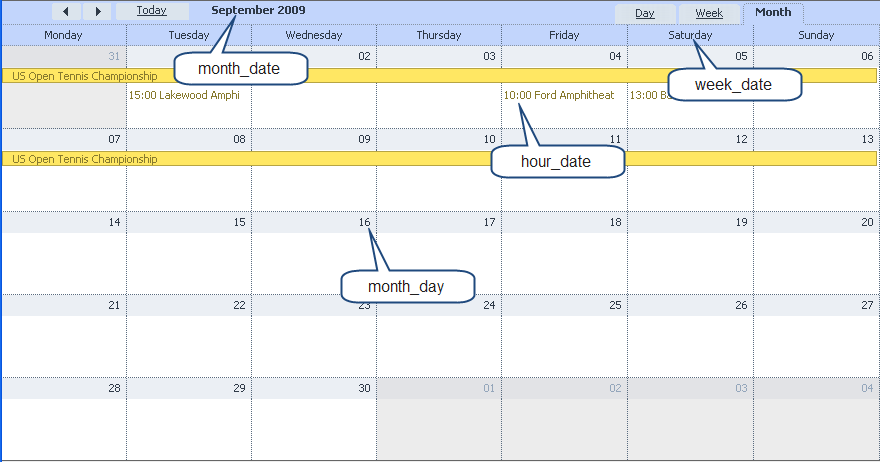 Today September 2009 Day Week Month
Monday Tuesday Wednesday Thursday Friday Saturday Sunday
31 02 05 06
month_date
week_date
US Open Tennis Championship
15:00 Lakewood Amphi 10:00 Ford Amphitheat 13:00
07 08 09 10 11 12 13
US Open Tennis Championship
hour_date
14 15 16 17 18 19 20
month_day
21 22 23 24 25 26 27
28 29 30 01 02 03 04